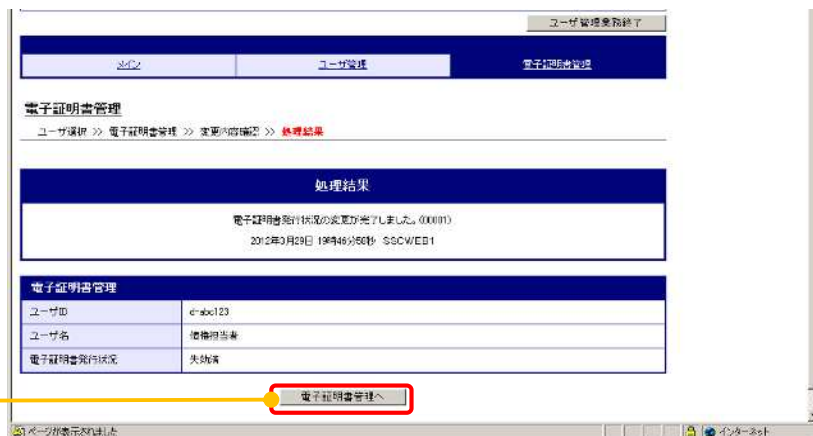 ユーザ管理業務終了
メイン ユーザ管理 電子証明書管理
電子証明書管理
ユーザ選択 >> 電子証明書管理 >> 変更内容確認 >> 処理結果
処理結果
電子証明書発行状況の変更が完了しました。(00001)
2012年3月29日 19時46分58秒 SSCWEB1
電子証明書管理
ユーザID d-abc123
ユーザ名 債権担当者
電子証明書発行状況 失効済
電子証明書管理へ
ページが表示されました インターネット